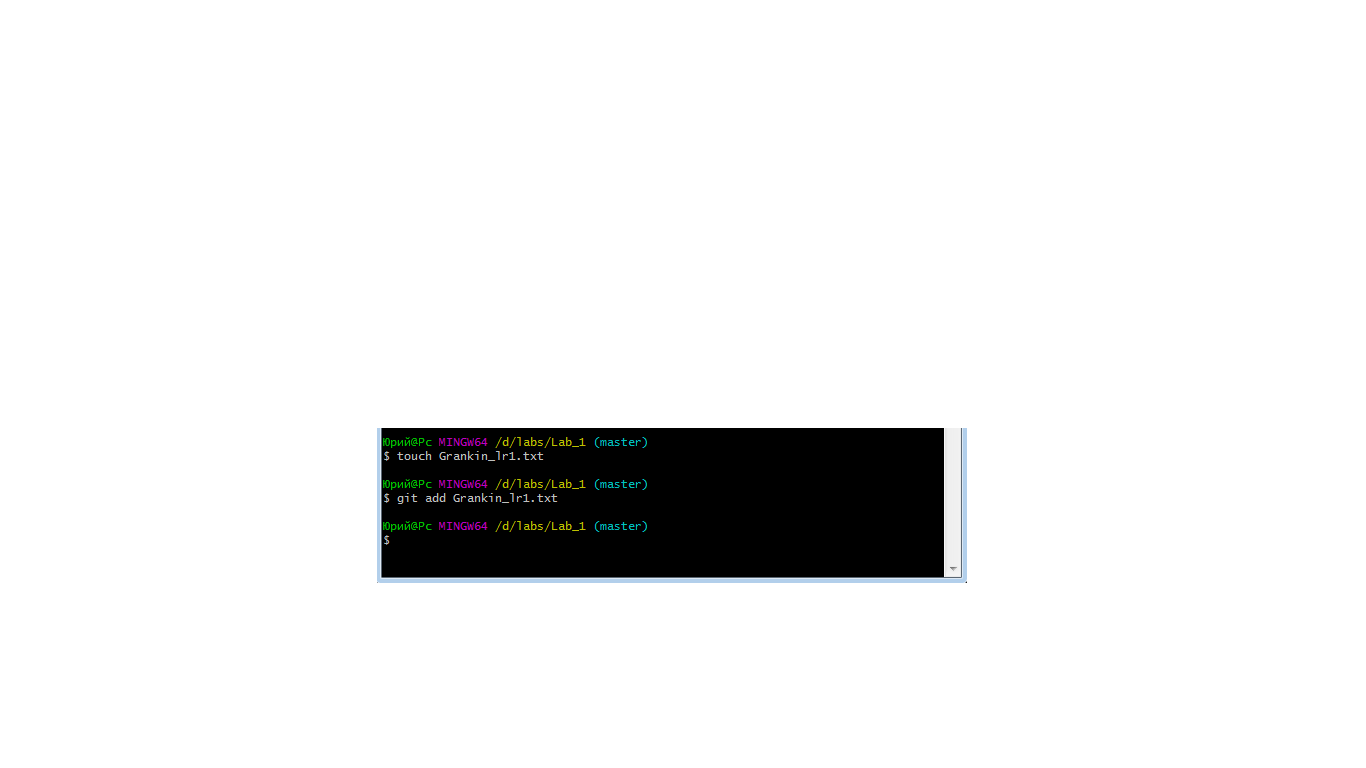 Юрий@Pc MINGW64 /d/labs/Lab_1 (master)
$ touch Grankin_lr1.txt
Юрий@Pc MINGW64 /d/labs/Lab_1 (master)
$ git add Grankin_lr1.txt
Юрий@Pc MINGW64 /d/labs/Lab_1 (master)
$